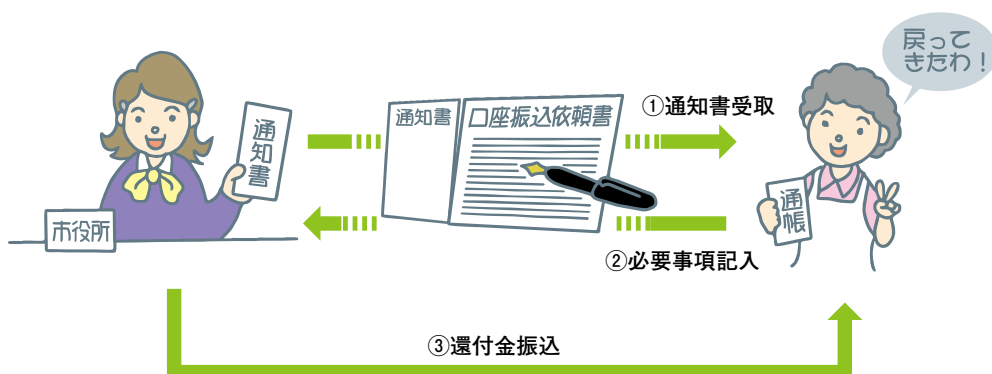 戻って
きたわ！
通知書
口座振込依頼書
①通知書受取
通知書
通帳
市役所
②必要事項記入
③還付金振込